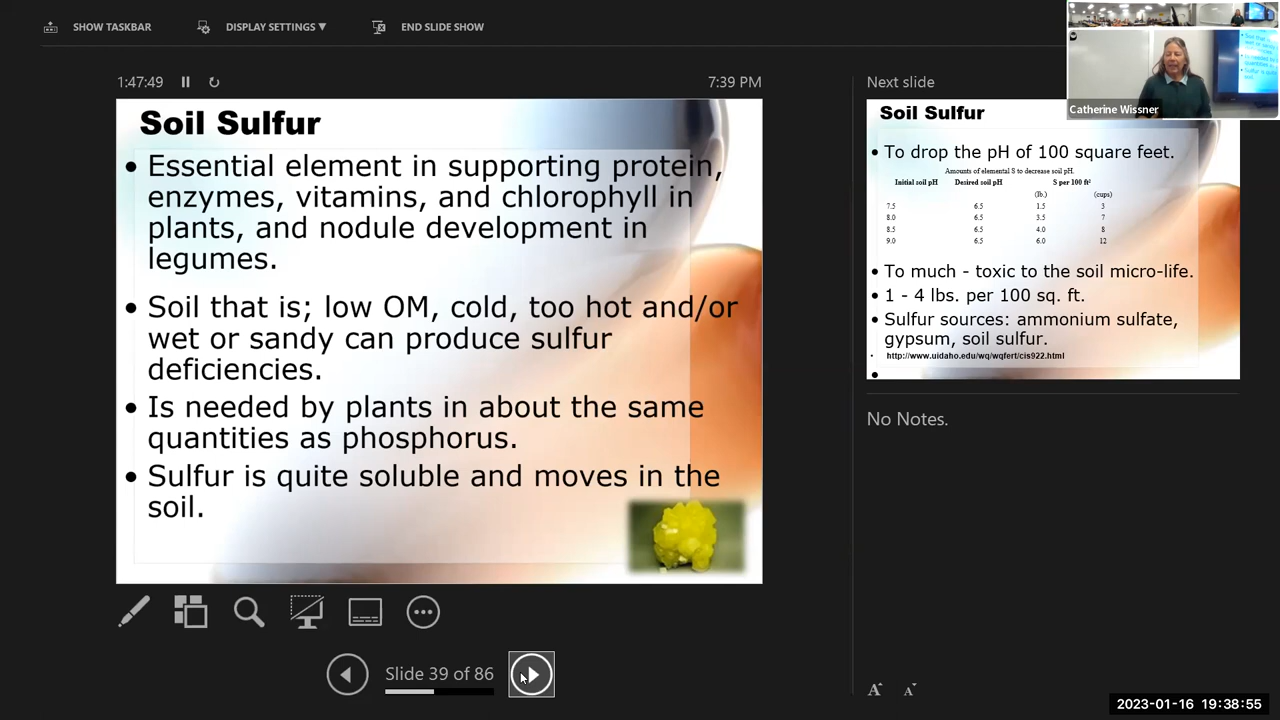 SHOW TASKBAR
DISPLAY SETTINGS ▼
END SLIDE SHOW
1:47:49
7:39 PM
Next slide
Catherine Wissner
Soil Sulfur
• Essential element in supporting protein,
enzymes, vitamins, and chlorophyll in
plants, and nodule development in
legumes.
• Soil that is; low OM, cold, too hot and/or
wet or sandy can produce sulfur
deficiencies.
• Is needed by plants in about the same
quantities as phosphorus.
• Sulfur is quite soluble and moves in the
soil.
Soil Sulfur
• To drop the pH of 100 square feet.
Amounts of elemental S to decrease soil pH.
Initial soil pH Desired soil pH S per 100 ft²
(lb.) (cups)
7.5 6.5 1.5 3
8.0 6.5 3.5 7
8.5 6.5 4.0 8
9.0 6.5 6.0 12
• To much - toxic to the soil micro-life.
• 1 - 4 lbs. per 100 sq. ft.
• Sulfur sources: ammonium sulfate,
gypsum, soil sulfur.
• http://www.uidaho.edu/wq/wqfert/cis922.html
•
No Notes.
Slide 39 of 86
A A
2023-01-16 19:38:55